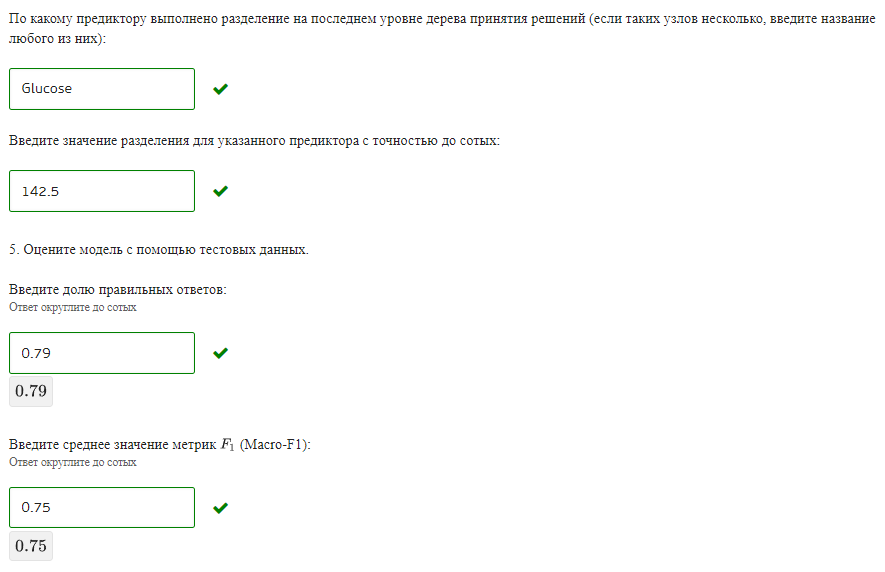 По какому предиктору выполнено разделение на последнем уровне дерева принятия решений (если таких узлов несколько, введите название
любого из них):
Glucose
Введите значение разделения для указанного предиктора с точностью до сотых:
142.5
5. Оцените модель с помощью тестовых данных.
Введите долю правильных ответов:
Ответ округлите до сотых
0.79
0.79
Введите среднее значение метрик F₁ (Macro-F1):
Ответ округлите до сотых
0.75
0.75